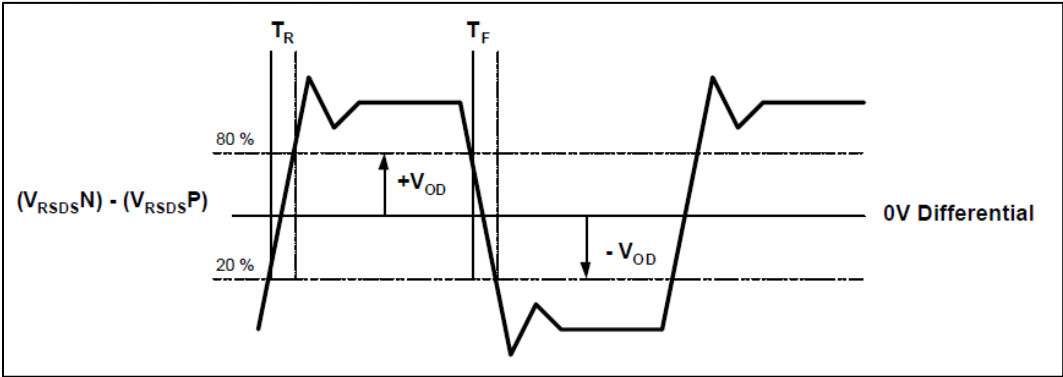 T_R T_F
80 %
+V_OD
(V_RSDS N) - (V_RSDS P) 0V Differential
- V_OD
20 %